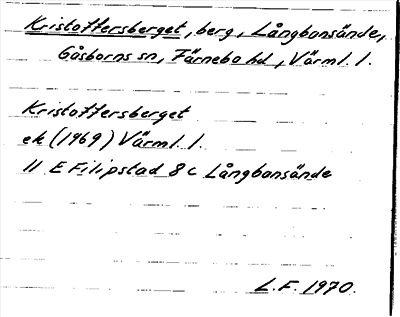 Kristoffersberget, berg, Långbansände,
Gåsborns sn, Färnebo hd, Värml. l.
Kristoffersberget
ek (1969) Värml. l.
11 E Filipstad 8 c Långbansände
L.F. 1970.